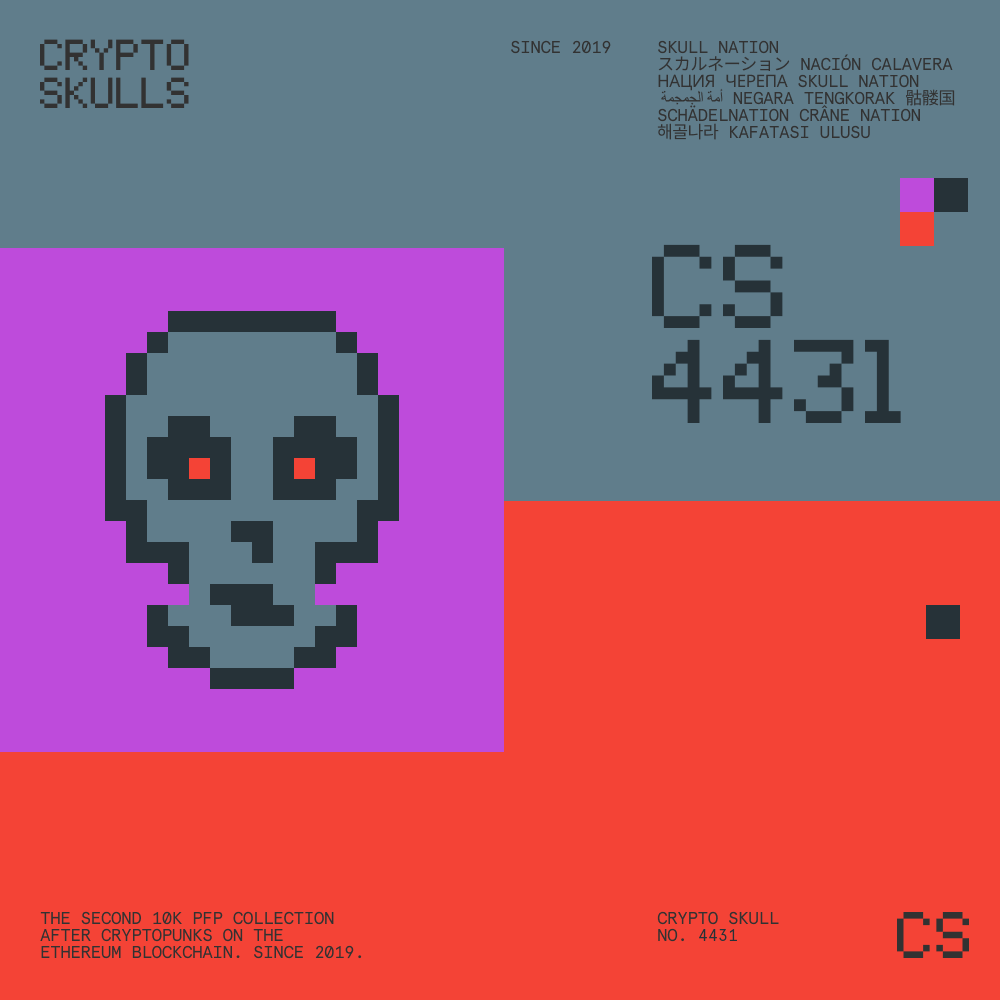 CRYPTO
SKULLS
SINCE 2019
SKULL NATION
スカルネーション NACIÓN CALAVERA
НАЦИЯ ЧЕРЕПА SKULL NATION
أمة الجمجمة NEGARA TENGKORAK 骷髅国
SCHÄDELNATION CRÂNE NATION
해골나라 KAFATASI ULUSU
CS
4431
THE SECOND 10K PFP COLLECTION
AFTER CRYPTOPUNKS ON THE
ETHEREUM BLOCKCHAIN. SINCE 2019.
CRYPTO SKULL
NO. 4431
CS